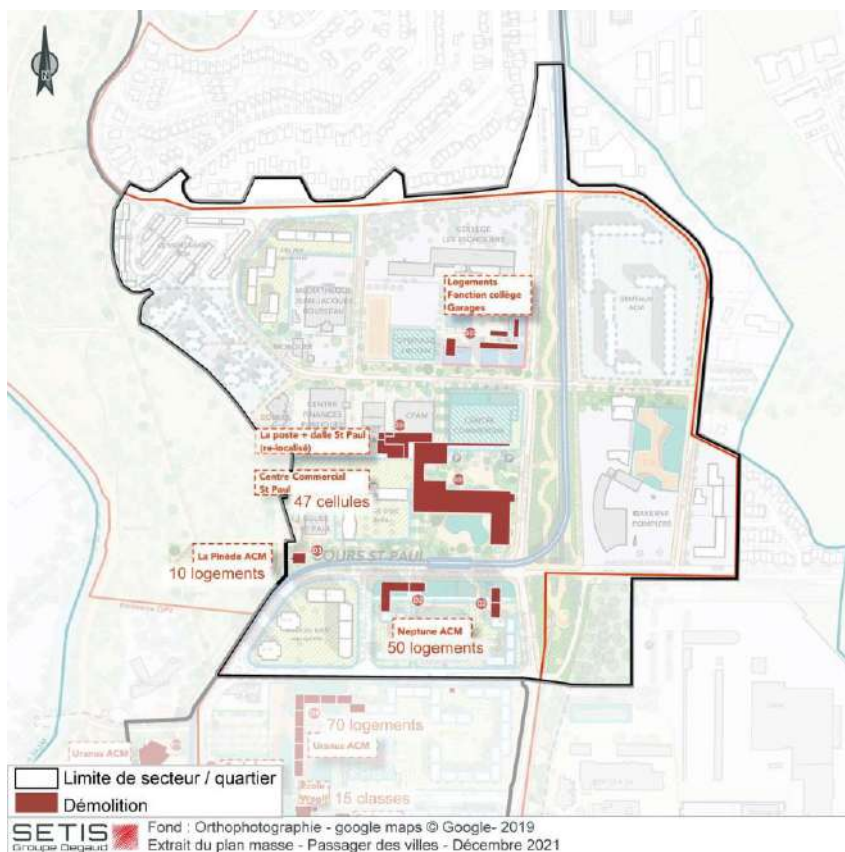 N
COLLEGE
LES ESCHOLIERS
Logements
Fonction collège
Garages
MEDIATHEQUE
JEAN-JACQUES
ROUSSEAU
CENTRE
FINANCES
PUBLIQUES
CPAM
La poste + dalle St Paul
(re-localisé)
Centre Commercial
St Paul
47 cellules
La Pinède ACM
10 logements
01
COURS ST PAUL
Neptune ACM
50 logements
70 logements
Uranus ACM
Uranus ACM
Ecole
15 classes
Limite de secteur / quartier
Démolition
SETIS
Groupe Degaud
Fond : Orthophotographie - google maps © Google- 2019
Extrait du plan masse - Passager des villes - Décembre 2021